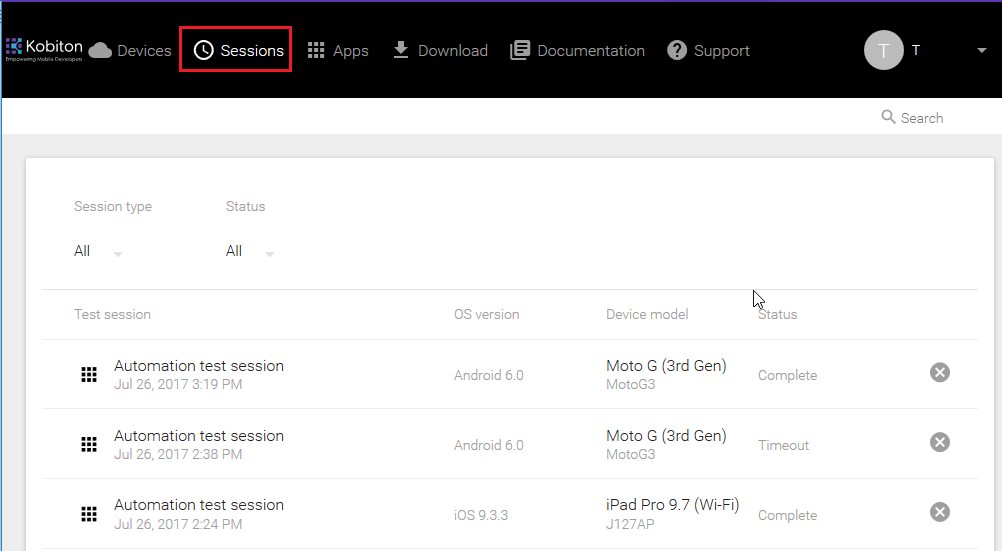 Kobiton
Empowering Mobile Developers
Devices
Sessions
Apps
Download
Documentation
Support
T
T
Search
Session type
Status
All
All
Test session
OS version
Device model
Status
Automation test session
Jul 26, 2017 3:19 PM
Android 6.0
Moto G (3rd Gen)
MotoG3
Complete
Automation test session
Jul 26, 2017 2:38 PM
Android 6.0
Moto G (3rd Gen)
MotoG3
Timeout
Automation test session
Jul 26, 2017 2:24 PM
iOS 9.3.3
iPad Pro 9.7 (Wi-Fi)
J127AP
Complete